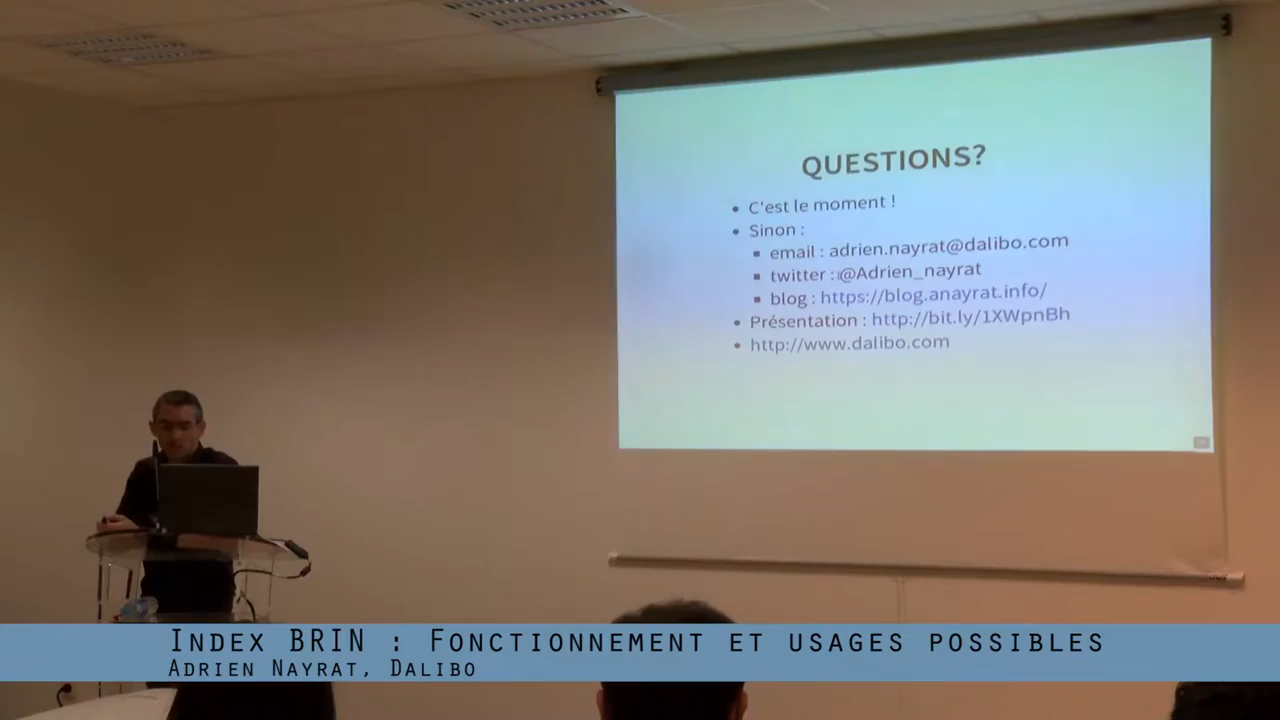 QUESTIONS?
• C'est le moment !
• Sinon :
▪ email : adrien.nayrat@dalibo.com
▪ twitter : @Adrien_nayrat
▪ blog : https://blog.anayrat.info/
• Présentation : http://bit.ly/1XWpnBh
• http://www.dalibo.com
INDEX BRIN : FONCTIONNEMENT ET USAGES POSSIBLES
ADRIEN NAYRAT, DALIBO